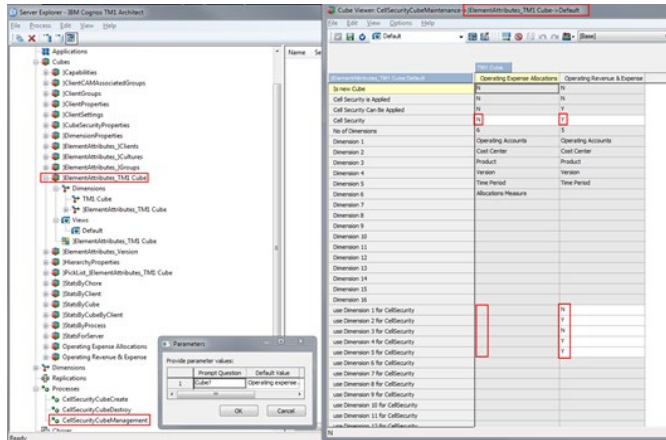 Server Explorer - IBM Cognos TM1 Architect
File Process Edit View Help
Applications
Cubes
}Capabilities
}ClientCAMAssociatedGroups
}ClientGroups
}ClientProperties
}ClientSettings
}CubeSecurityProperties
}DimensionProperties
}ElementAttributes_}Clients
}ElementAttributes_}Cultures
}ElementAttributes_}Groups
}ElementAttributes_TM1 Cube
Dimensions
TM1 Cube
}ElementAttributes_TM1 Cube
Views
Default
}ElementAttributes_TM1 Cube
}ElementAttributes_Version
}HierarchyProperties
}PickList_}ElementAttributes_TM1 Cube
}StatsByChore
}StatsByClient
}StatsByCube
}StatsByCubeByClient
}StatsByProcess
}StatsForServer
Operating Expense Allocations
Operating Revenue & Expense
Dimensions
Replications
Processes
CellSecurityCubeCreate
CellSecurityCubeDestroy
CellSecurityCubeManagement
Chores
Ready
Name
Parameters
Provide parameter values:
Prompt Question Default Value
1 Cube? Operating expense
OK Cancel
Cube Viewer: CellSecurityCubeMaintenance->}ElementAttributes_TM1 Cube->Default
File Edit View Options Help
Default [Base]
TM1 Cube
}ElementAttributes_TM1 Cube:Default Operating Expense Allocations Operating Revenue & Expense
Is new Cube N N
Cell Security is Applied N N
Cell Security Can Be Applied N Y
Cell Security N Y
No of Dimensions 6 5
Dimension 1 Operating Accounts Operating Accounts
Dimension 2 Cost Center Cost Center
Dimension 3 Product Product
Dimension 4 Version Version
Dimension 5 Time Period Time Period
Dimension 6 Allocations Measure
Dimension 7
Dimension 8
Dimension 9
Dimension 10
Dimension 11
Dimension 12
Dimension 13
Dimension 14
Dimension 15
Dimension 16
use Dimension 1 for CellSecurity N
use Dimension 2 for CellSecurity Y
use Dimension 3 for CellSecurity N
use Dimension 4 for CellSecurity Y
use Dimension 5 for CellSecurity Y
use Dimension 6 for CellSecurity
use Dimension 7 for CellSecurity
use Dimension 8 for CellSecurity
use Dimension 9 for CellSecurity
use Dimension 10 for CellSecurity
use Dimension 11 for CellSecurity
use Dimension 12 for CellSecurity
N